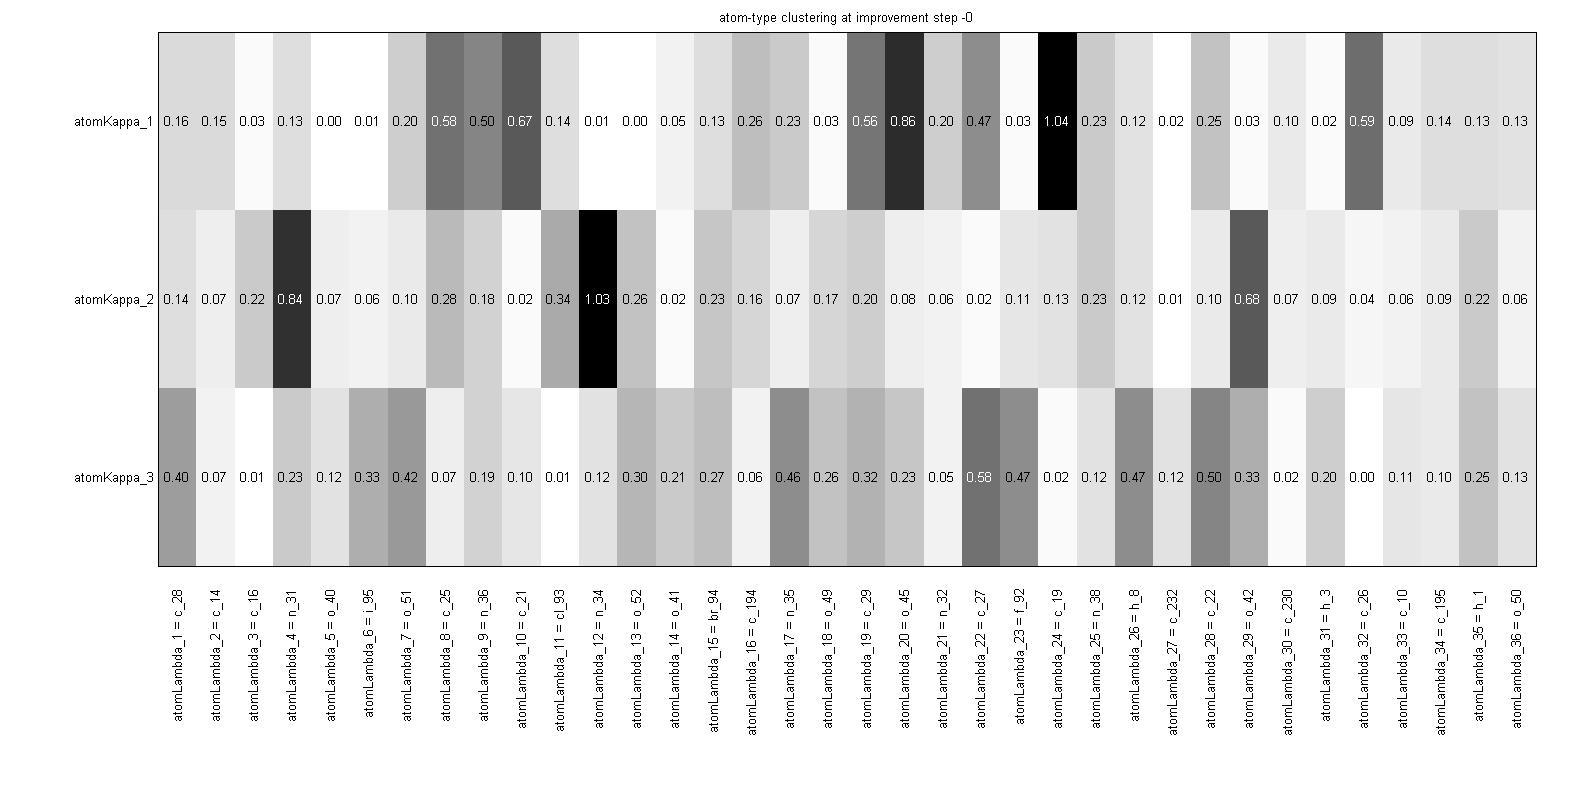 atom-type clustering at improvement step -0
atomKappa_1 0.16 0.15 0.03 0.13 0.00 0.01 0.20 0.58 0.50 0.67 0.14 0.01 0.00 0.05 0.13 0.26 0.23 0.03 0.56 0.86 0.20 0.47 0.03 1.04 0.23 0.12 0.02 0.25 0.03 0.10 0.02 0.59 0.09 0.14 0.13 0.13
atomKappa_2 0.14 0.07 0.22 0.84 0.07 0.06 0.10 0.28 0.18 0.02 0.34 1.03 0.26 0.02 0.23 0.16 0.07 0.17 0.20 0.08 0.06 0.02 0.11 0.13 0.23 0.12 0.01 0.10 0.68 0.07 0.09 0.04 0.06 0.09 0.22 0.06
atomKappa_3 0.40 0.07 0.01 0.23 0.12 0.33 0.42 0.07 0.19 0.10 0.01 0.12 0.30 0.21 0.27 0.06 0.46 0.26 0.32 0.23 0.05 0.58 0.47 0.02 0.12 0.47 0.12 0.50 0.33 0.02 0.20 0.00 0.11 0.10 0.25 0.13
atomLambda_1 = c_28
atomLambda_2 = c_14
atomLambda_3 = c_16
atomLambda_4 = n_31
atomLambda_5 = o_40
atomLambda_6 = i_95
atomLambda_7 = o_51
atomLambda_8 = c_25
atomLambda_9 = n_36
atomLambda_10 = c_21
atomLambda_11 = cl_93
atomLambda_12 = n_34
atomLambda_13 = o_52
atomLambda_14 = o_41
atomLambda_15 = br_94
atomLambda_16 = c_194
atomLambda_17 = n_35
atomLambda_18 = o_49
atomLambda_19 = c_29
atomLambda_20 = o_45
atomLambda_21 = n_32
atomLambda_22 = c_27
atomLambda_23 = f_92
atomLambda_24 = c_19
atomLambda_25 = n_38
atomLambda_26 = h_8
atomLambda_27 = c_232
atomLambda_28 = c_22
atomLambda_29 = o_42
atomLambda_30 = c_230
atomLambda_31 = h_3
atomLambda_32 = c_26
atomLambda_33 = c_10
atomLambda_34 = c_195
atomLambda_35 = h_1
atomLambda_36 = o_50